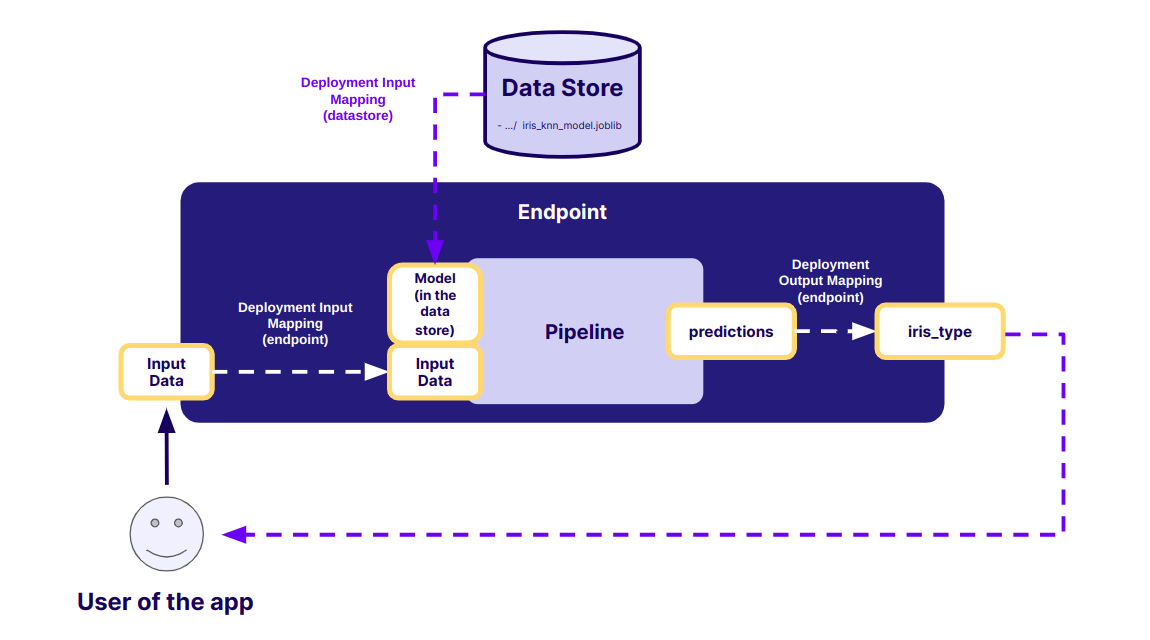 Deployment Input
Mapping
(datastore)
Data Store
- .../ iris_knn_model.joblib
Endpoint
Deployment Input
Mapping
(endpoint)
Model
(in the
data
store)
Input
Data
Input
Data
Pipeline
predictions
Deployment
Output Mapping
(endpoint)
iris_type
User of the app